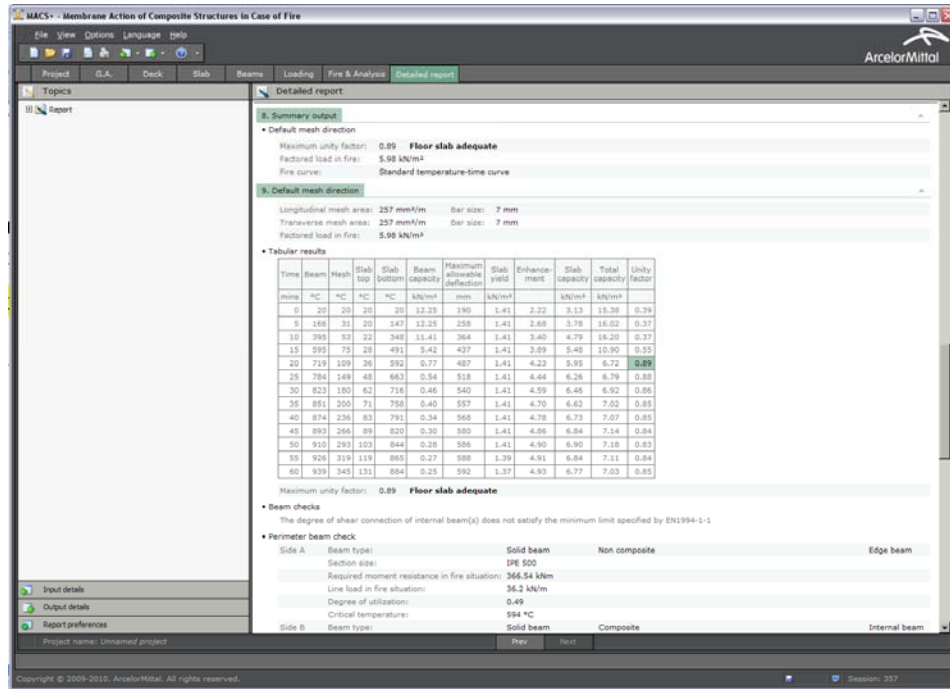 MACS+ - Membrane Action of Composite Structures in Case of Fire
File View Options Language Help
ArcelorMittal
Project G.A. Deck Slab Beams Loading Fire & Analysis Detailed report
Topics
Report
Detailed report
8. Summary output
• Default mesh direction
Maximum unity factor: 0.89 Floor slab adequate
Factored load in fire: 5.98 kN/m²
Fire curve: Standard temperature-time curve
9. Default mesh direction
Longitudinal mesh area: 257 mm²/m Bar size: 7 mm
Transverse mesh area: 257 mm²/m Bar size: 7 mm
Factored load in fire: 5.98 kN/m²
• Tabular results
Time Beam Mesh Slab top Slab bottom Beam capacity Maximum allowable deflection Slab yield Enhance-ment Slab capacity Total capacity Unity factor
mins °C °C °C °C kN/m² mm kN/m² kN/m² kN/m²
0 20 20 20 20 12.25 190 1.41 2.22 3.13 15.38 0.39
5 166 31 20 147 12.25 258 1.41 2.68 3.78 16.02 0.37
10 395 53 22 348 11.41 364 1.41 3.40 4.79 16.20 0.37
15 595 75 28 491 5.42 437 1.41 3.89 5.48 10.90 0.55
20 719 109 36 592 0.77 487 1.41 4.23 5.95 6.72 0.89
25 784 149 48 663 0.54 518 1.41 4.44 6.26 6.79 0.88
30 823 180 62 716 0.46 540 1.41 4.59 6.46 6.92 0.86
35 851 200 71 758 0.40 557 1.41 4.70 6.62 7.02 0.85
40 874 236 83 791 0.34 568 1.41 4.78 6.73 7.07 0.85
45 893 266 89 820 0.30 580 1.41 4.86 6.84 7.14 0.84
50 910 293 103 844 0.28 586 1.41 4.90 6.90 7.18 0.83
55 926 319 119 865 0.27 588 1.39 4.91 6.84 7.11 0.84
60 939 345 131 884 0.25 592 1.37 4.93 6.77 7.03 0.85
Maximum unity factor: 0.89 Floor slab adequate
• Beam checks
The degree of shear connection of internal beam(s) does not satisfy the minimum limit specified by EN1994-1-1
• Perimeter beam check
Side A Beam type: Solid beam Non composite Edge beam
Section size: IPE 500
Required moment resistance in fire situation: 366.54 kNm
Line load in fire situation: 36.2 kN/m
Degree of utilization: 0.49
Critical temperature: 594 °C
Side B Beam type: Solid beam Composite Internal beam
Input details
Output details
Report preferences
Project name: Unnamed project
Prev Next
Copyright © 2009-2010. ArcelorMittal. All rights reserved.
Session: 357